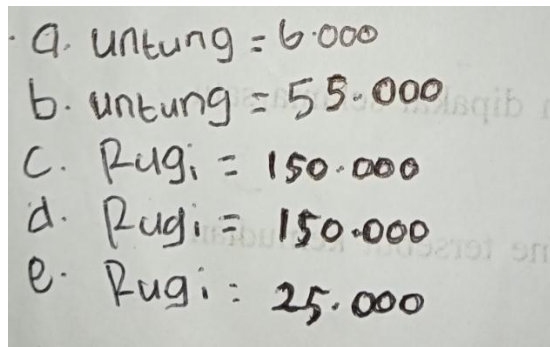 a. untung = 6.000
b. untung = 55.000
c. Rugi = 150.000
d. Rugi = 150.000
e. Rugi = 25.000